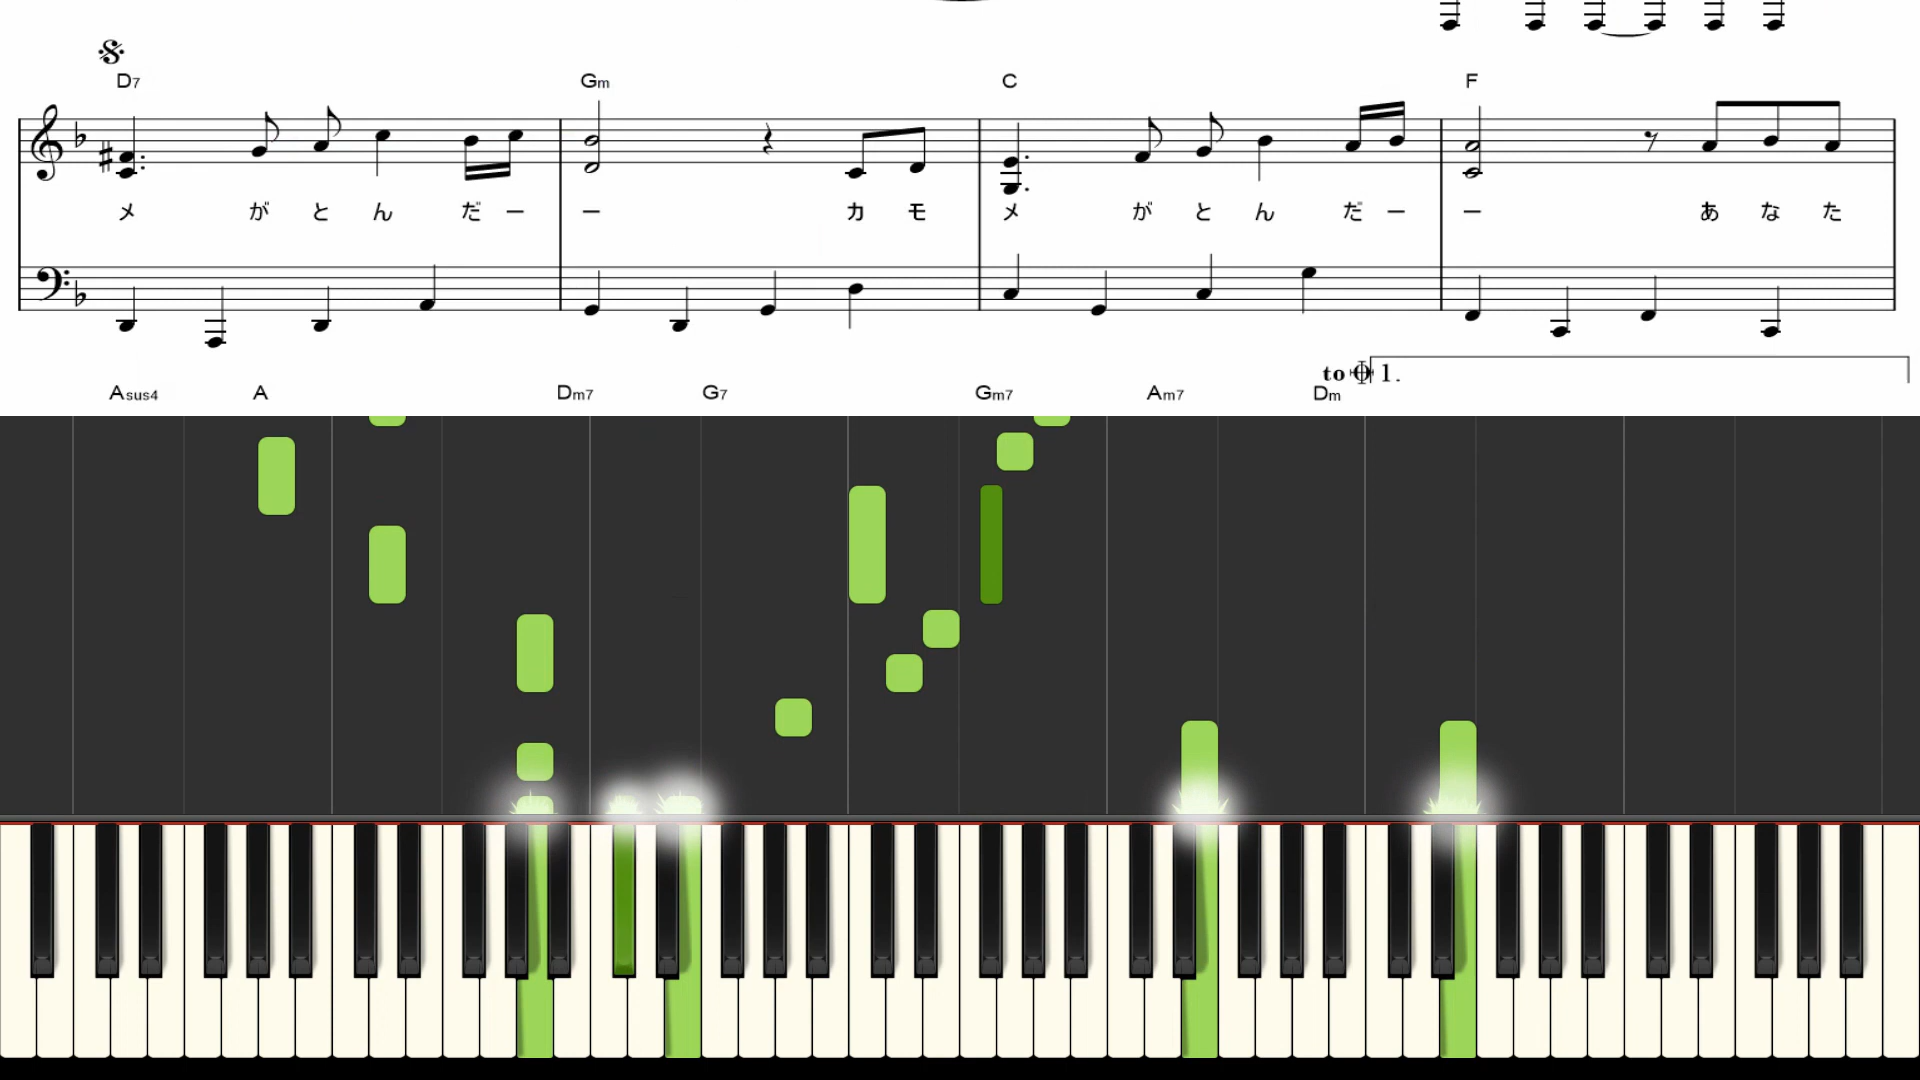 D7 Gm C F
メ が と ん だ ー ー カ モ メ が と ん だ ー ー あ な た
to 1.
Asus4 A Dm7 G7 Gm7 Am7 Dm